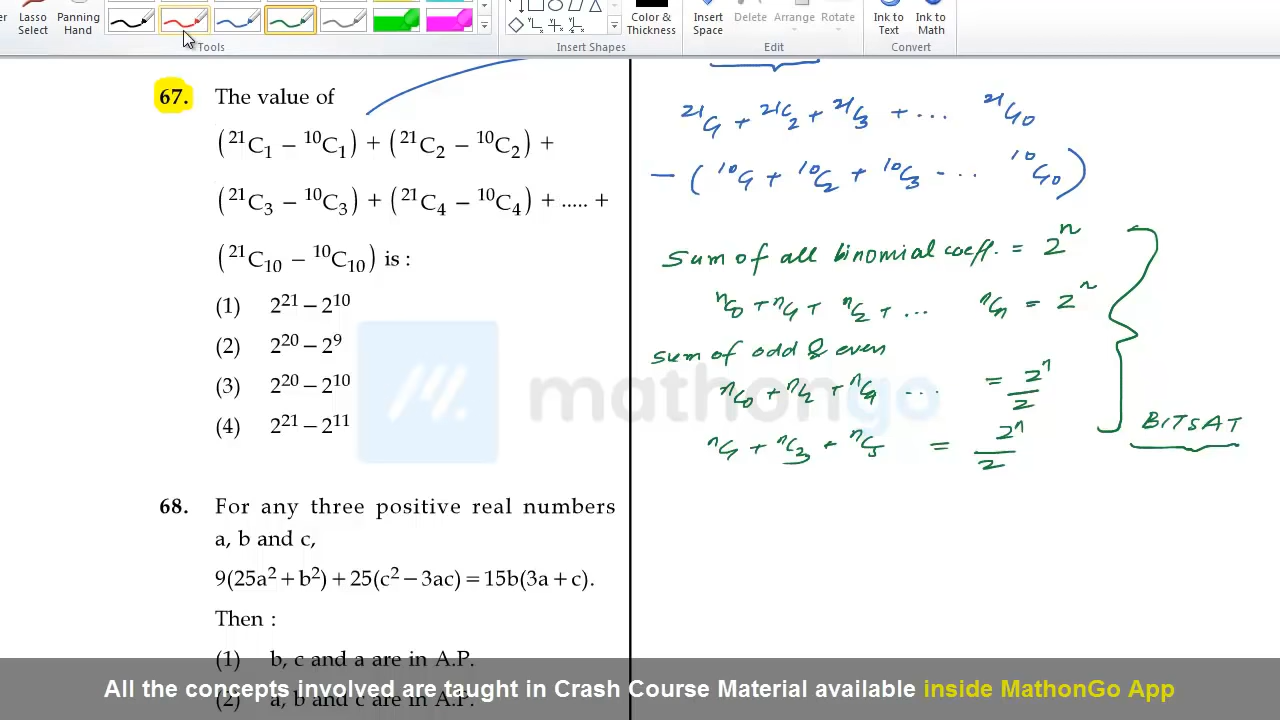 er Lasso Select Panning Hand Color & Thickness Insert Space Delete Arrange Rotate Ink to Text Ink to Math
Tools Insert Shapes Edit Convert
67. The value of
(²¹C₁ − ¹⁰C₁) + (²¹C₂ − ¹⁰C₂) +
(²¹C₃ − ¹⁰C₃) + (²¹C₄ − ¹⁰C₄) + ..... +
(²¹C₁₀ − ¹⁰C₁₀) is :
(1) 2²¹ − 2¹⁰
(2) 2²⁰ − 2⁹
(3) 2²⁰ − 2¹⁰
(4) 2²¹ − 2¹¹
68. For any three positive real numbers
a, b and c,
9(25a² + b²) + 25(c² − 3ac) = 15b(3a + c).
Then :
(1) b, c and a are in A.P.
(2) a, b and c are in A.P.
²¹C₁ + ²¹C₂ + ²¹C₃ + ... ²¹C₁₀
− (¹⁰C₁ + ¹⁰C₂ + ¹⁰C₃ ... ¹⁰C₁₀)
sum of all binomial coeff. = 2ⁿ
ⁿC₀ + ⁿC₁ + ⁿC₂ + ... ⁿCₙ = 2ⁿ
sum of odd & even
ⁿC₀ + ⁿC₂ + ⁿC₄ ... = 2ⁿ/2
ⁿC₁ + ⁿC₃ + ⁿC₅ = 2ⁿ/2
BITSAT
mathongo
All the concepts involved are taught in Crash Course Material available inside MathonGo App